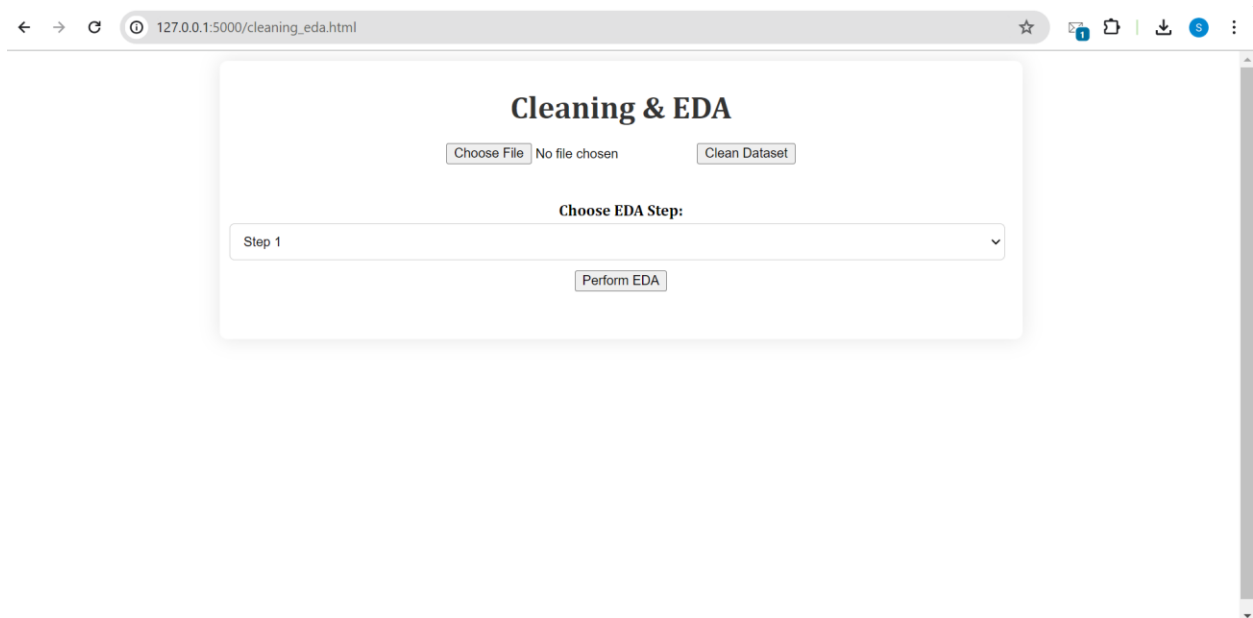 127.0.0.1:5000/cleaning_eda.html
1
S
Cleaning & EDA
Choose File No file chosen Clean Dataset
Choose EDA Step:
Step 1
Perform EDA